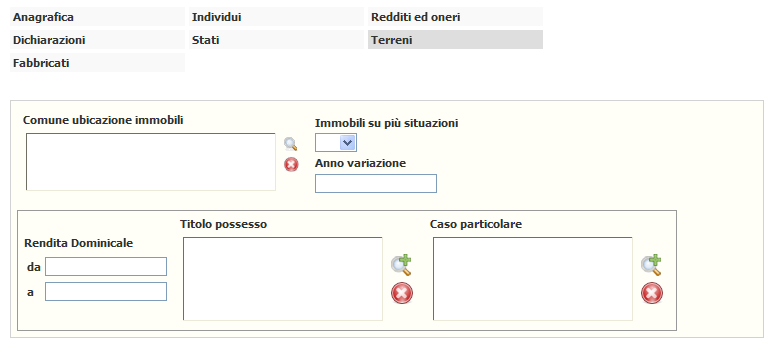 Anagrafica Individui Redditi ed oneri
Dichiarazioni Stati Terreni
Fabbricati
Comune ubicazione immobili
Immobili su più situazioni
Anno variazione
Rendita Dominicale
da
a
Titolo possesso
Caso particolare